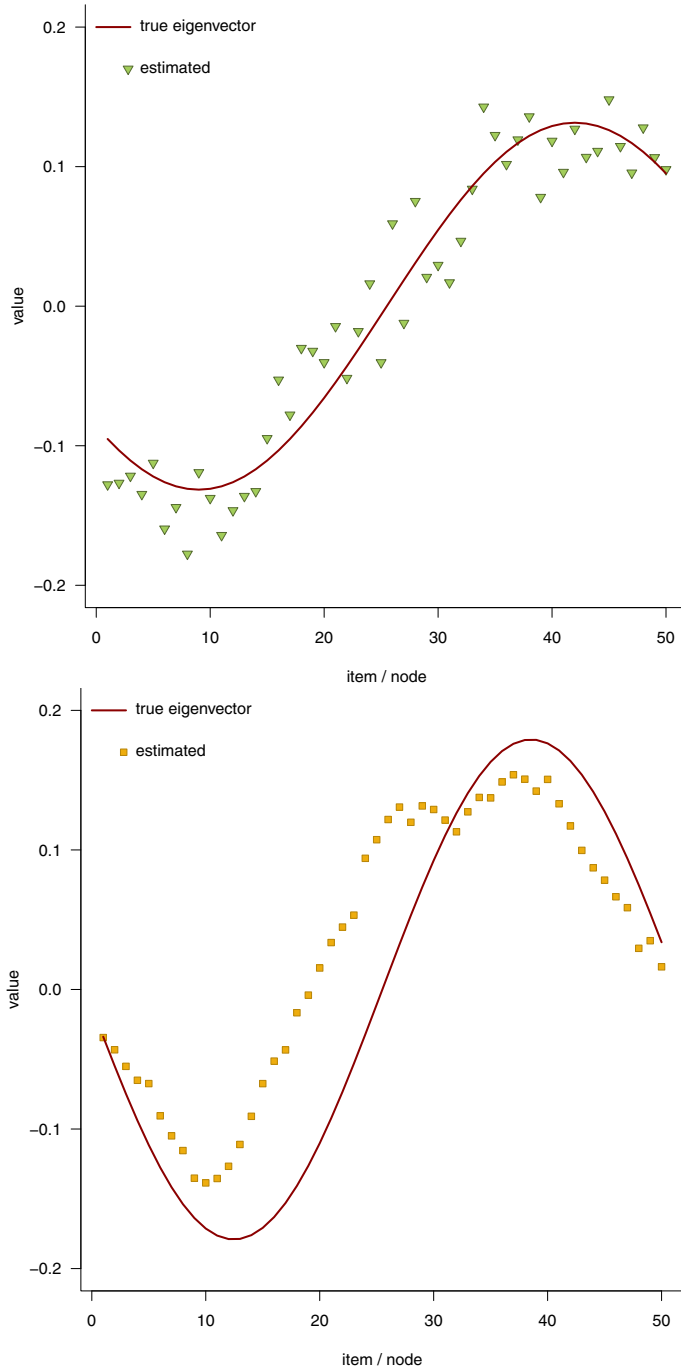 0.2
true eigenvector
estimated
0.1
0.0
value
−0.1
−0.2
0 10 20 30 40 50
item / node
0.2
true eigenvector
estimated
0.1
0.0
value
−0.1
−0.2
0 10 20 30 40 50
item / node